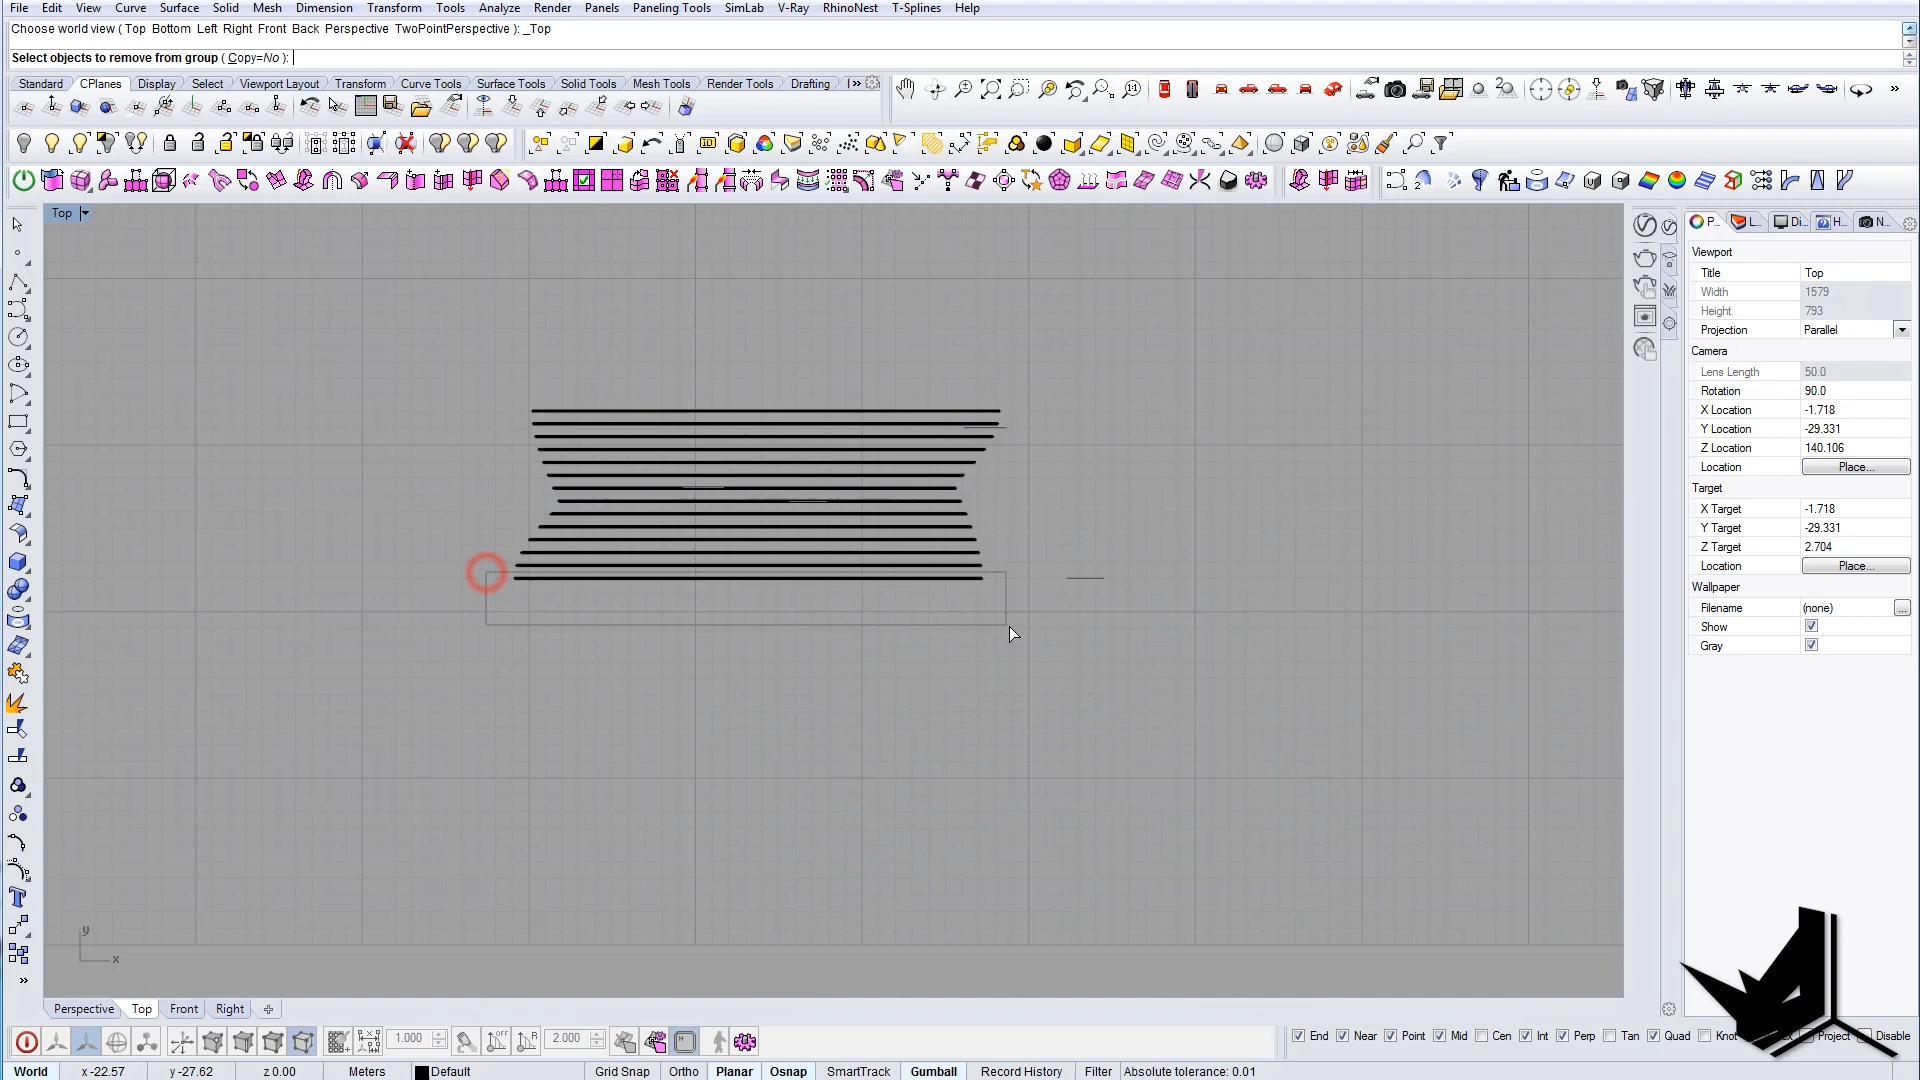 File Edit View Curve Surface Solid Mesh Dimension Transform Tools Analyze Render Panels Paneling Tools SimLab V-Ray RhinoNest T-Splines Help
Choose world view ( Top Bottom Left Right Front Back Perspective TwoPointPerspective ): _Top
Select objects to remove from group ( Copy=No ):
Standard CPlanes Display Select Viewport Layout Transform Curve Tools Surface Tools Solid Tools Mesh Tools Render Tools Drafting
Top
P... L... Di... H... N...
Viewport
Title Top
Width 1579
Height 793
Projection Parallel
Camera
Lens Length 50.0
Rotation 90.0
X Location -1.718
Y Location -29.331
Z Location 140.106
Location Place...
Target
X Target -1.718
Y Target -29.331
Z Target 2.704
Location Place...
Wallpaper
Filename (none) ...
Show
Gray
y
x
Perspective Top Front Right
1.000 2.000
End Near Point Mid Cen Int Perp Tan Quad Knot Project Disable
World x -22.57 y -27.62 z 0.00 Meters Default Grid Snap Ortho Planar Osnap SmartTrack Gumball Record History Filter Absolute tolerance: 0.01